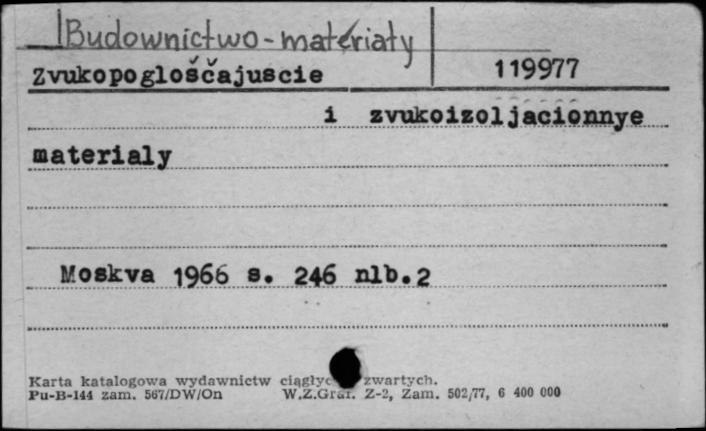 Budownictwo - materiały
Zvukopogloščajuscie 119977
i zvukoizoljacionnye
materialy
Moskva 1966 s. 246 nlb.2
Karta katalogowa wydawnictw zwartych.
Pu-B-144 zam. 567/DW/On W.Z.Graf. Z-2, Zam. 502/77, 6 400 000